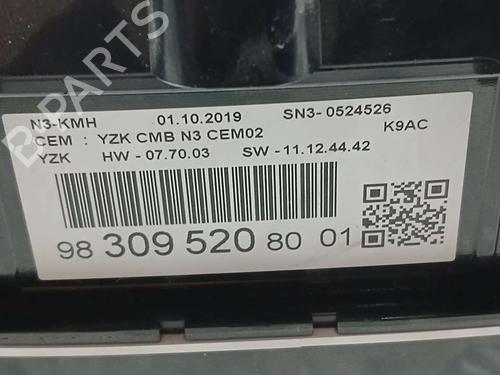 B-PARTS
N3-KMH 01.10.2019 SN3- 0524526
CEM : YZK CMB N3 CEM02 K9AC
YZK HW - 07.70.03 SW - 11.12.44.42
98 309 520 80 01